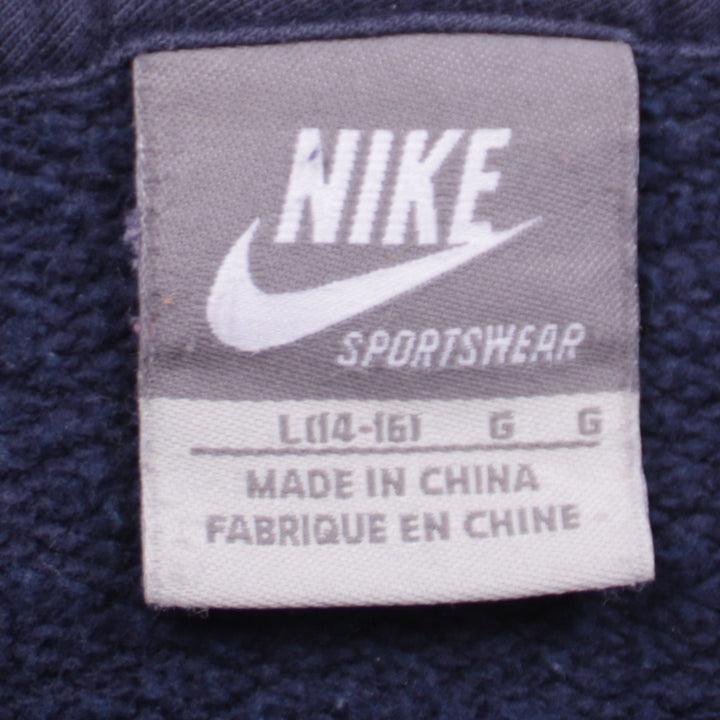 NIKE
SPORTSWEAR
L(14-16) G G
MADE IN CHINA
FABRIQUE EN CHINE